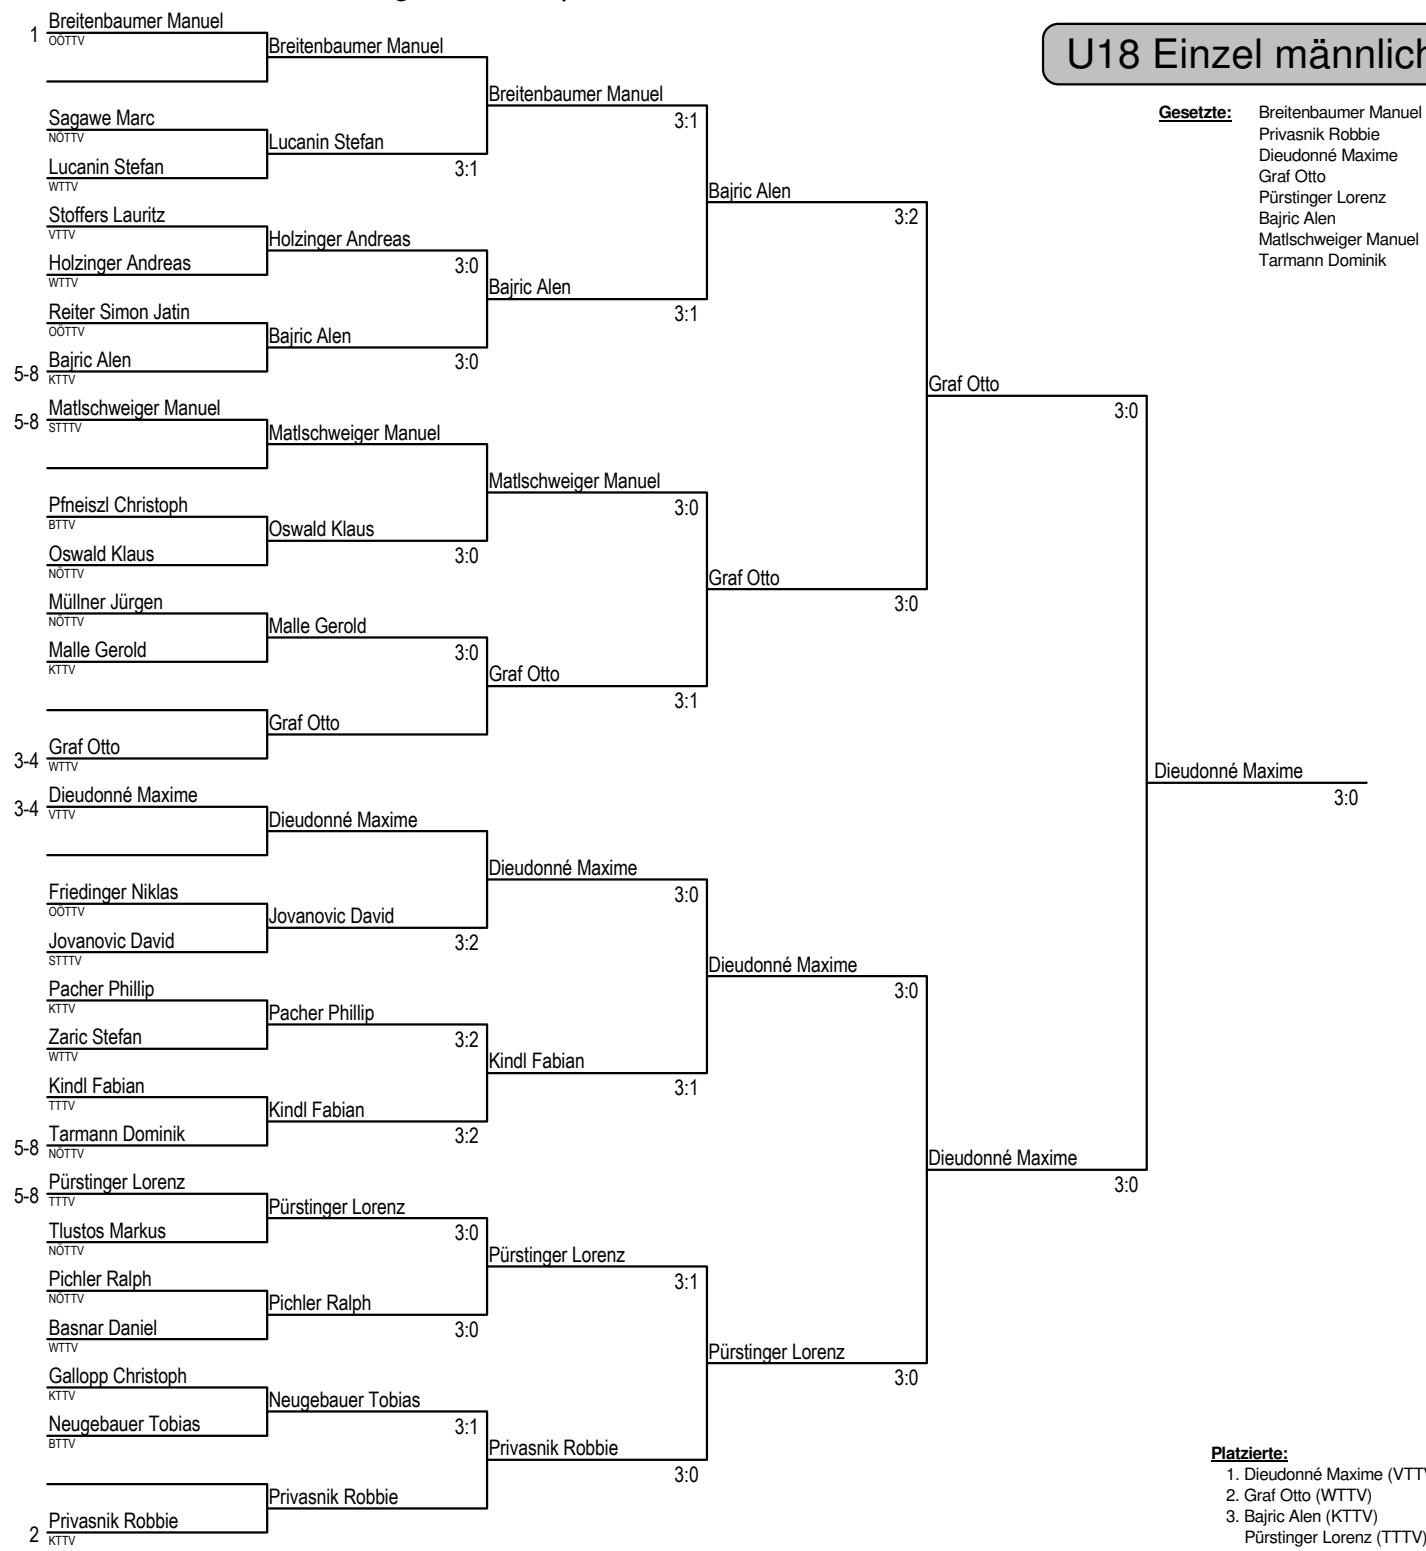 Breitenbaumer Manuel
1
OÖTTV
Breitenbaumer Manuel
U18 Einzel männlich
Breitenbaumer Manuel
Gesetzte: Breitenbaumer Manuel
Sagawe Marc
3:1
NÖTTV
Privasnik Robbie
Lucanin Stefan
Dieudonné Maxime
Lucanin Stefan
3:1
WTTV
Graf Otto
Bajric Alen
Pürstinger Lorenz
Stoffers Lauritz
3:2
Bajric Alen
VTTV
Holzinger Andreas
Matlschweiger Manuel
Holzinger Andreas
3:0
Tarmann Dominik
WTTV
Bajric Alen
Reiter Simon Jatin
3:1
OÖTTV
Bajric Alen
5-8 Bajric Alen
3:0
KTTV
Graf Otto
5-8 Matlschweiger Manuel
3:0
STTTV
Matlschweiger Manuel
Matlschweiger Manuel
Pfneiszl Christoph
3:0
BTTV
Oswald Klaus
Oswald Klaus
3:0
NÖTTV
Graf Otto
Müllner Jürgen
3:0
NÖTTV
Malle Gerold
Malle Gerold
3:0
KTTV
Graf Otto
3:1
Graf Otto
3-4 Graf Otto
WTTV
Dieudonné Maxime
3-4 Dieudonné Maxime
3:0
VTTV
Dieudonné Maxime
Dieudonné Maxime
Friedinger Niklas
3:0
OÖTTV
Jovanovic David
Jovanovic David
3:2
STTTV
Dieudonné Maxime
Pacher Phillip
3:0
KTTV
Pacher Phillip
Zaric Stefan
3:2
WTTV
Kindl Fabian
Kindl Fabian
3:1
TTTV
Kindl Fabian
5-8 Tarmann Dominik
3:2
NÖTTV
Dieudonné Maxime
5-8 Pürstinger Lorenz
3:0
TTTV
Pürstinger Lorenz
Tlustos Markus
3:0
NÖTTV
Pürstinger Lorenz
Pichler Ralph
3:1
NÖTTV
Pichler Ralph
Basnar Daniel
3:0
WTTV
Pürstinger Lorenz
Gallopp Christoph
3:0
KTTV
Neugebauer Tobias
Neugebauer Tobias
3:1
BTTV
Privasnik Robbie
3:0
Platzierte:
1. Dieudonné Maxime (VTTV
Privasnik Robbie
2. Graf Otto (WTTV)
3. Bajric Alen (KTTV)
2 Privasnik Robbie
KTTV
Pürstinger Lorenz (TTTV)